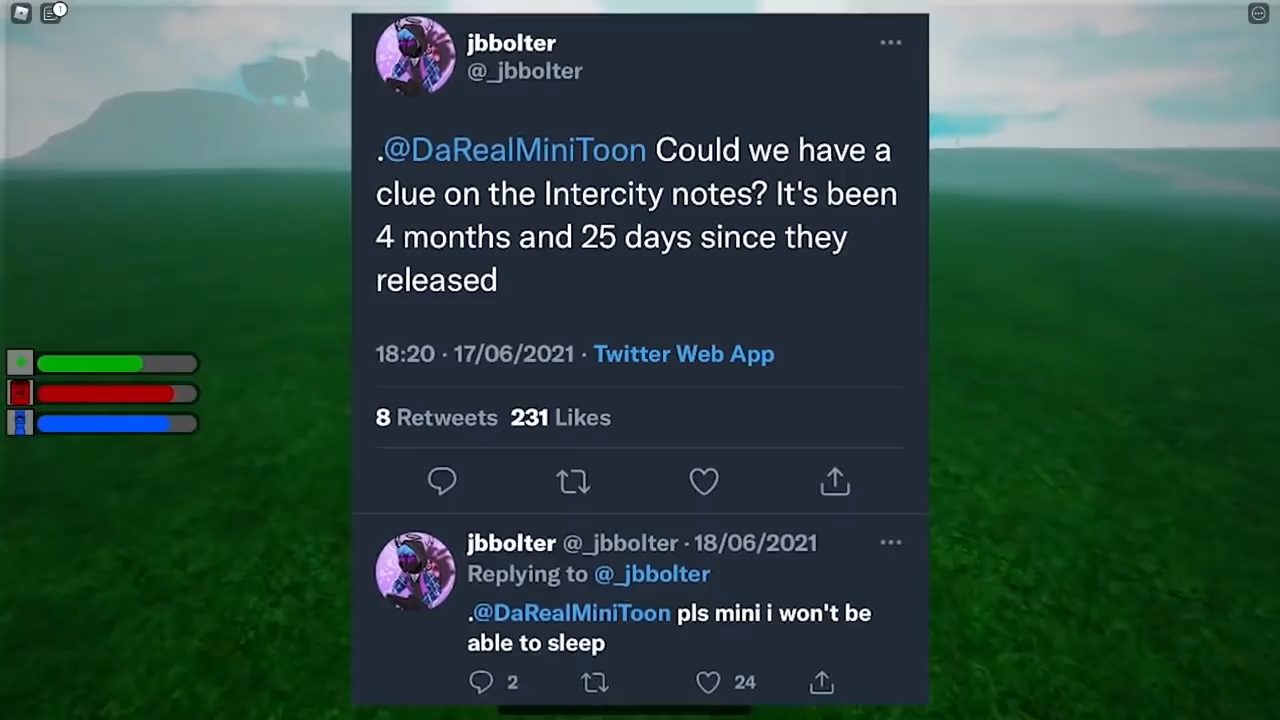 1
jbbolter
@_jbbolter
.@DaRealMiniToon Could we have a
clue on the Intercity notes? It's been
4 months and 25 days since they
released
18:20 · 17/06/2021 · Twitter Web App
8 Retweets 231 Likes
jbbolter @_jbbolter · 18/06/2021
Replying to @_jbbolter
.@DaRealMiniToon pls mini i won't be
able to sleep
2 24